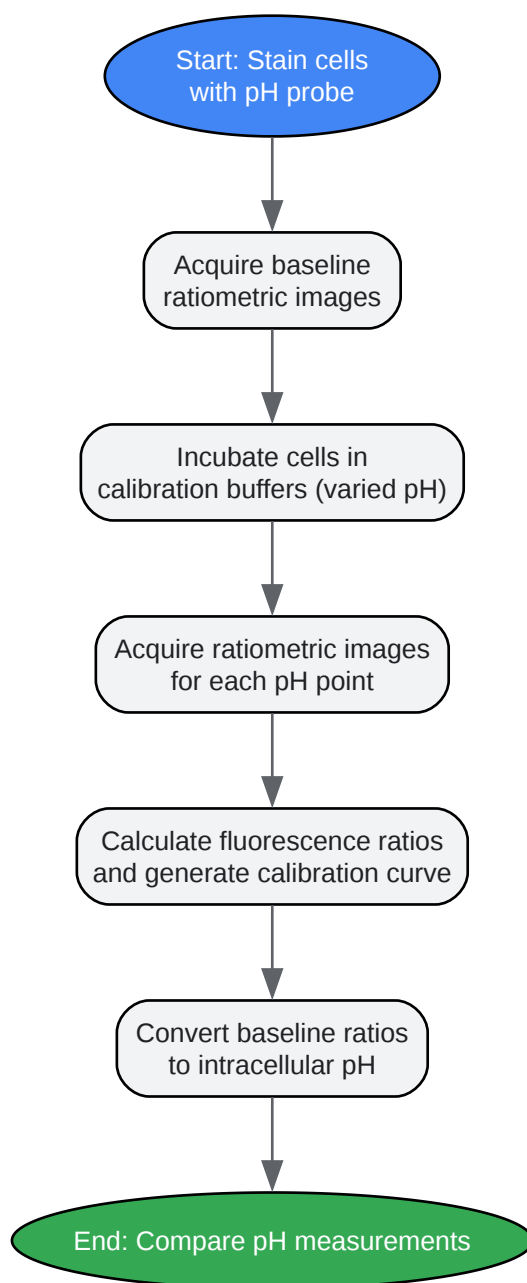 Start: Stain cells
with pH probe
Acquire baseline
ratiometric images
Incubate cells in
calibration buffers (varied pH)
Acquire ratiometric images
for each pH point
Calculate fluorescence ratios
and generate calibration curve
Convert baseline ratios
to intracellular pH
End: Compare pH measurements